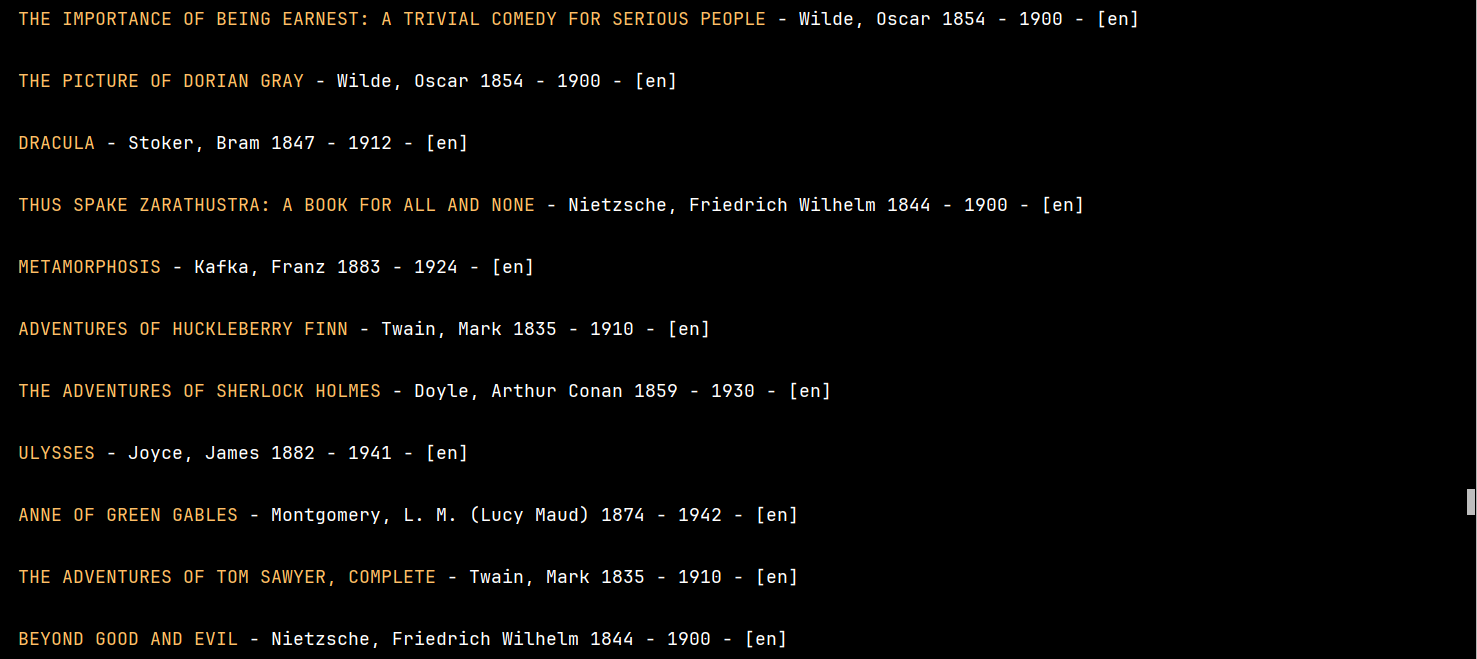 THE IMPORTANCE OF BEING EARNEST: A TRIVIAL COMEDY FOR SERIOUS PEOPLE - Wilde, Oscar 1854 - 1900 - [en]
THE PICTURE OF DORIAN GRAY - Wilde, Oscar 1854 - 1900 - [en]
DRACULA - Stoker, Bram 1847 - 1912 - [en]
THUS SPAKE ZARATHUSTRA: A BOOK FOR ALL AND NONE - Nietzsche, Friedrich Wilhelm 1844 - 1900 - [en]
METAMORPHOSIS - Kafka, Franz 1883 - 1924 - [en]
ADVENTURES OF HUCKLEBERRY FINN - Twain, Mark 1835 - 1910 - [en]
THE ADVENTURES OF SHERLOCK HOLMES - Doyle, Arthur Conan 1859 - 1930 - [en]
ULYSSES - Joyce, James 1882 - 1941 - [en]
ANNE OF GREEN GABLES - Montgomery, L. M. (Lucy Maud) 1874 - 1942 - [en]
THE ADVENTURES OF TOM SAWYER, COMPLETE - Twain, Mark 1835 - 1910 - [en]
BEYOND GOOD AND EVIL - Nietzsche, Friedrich Wilhelm 1844 - 1900 - [en]